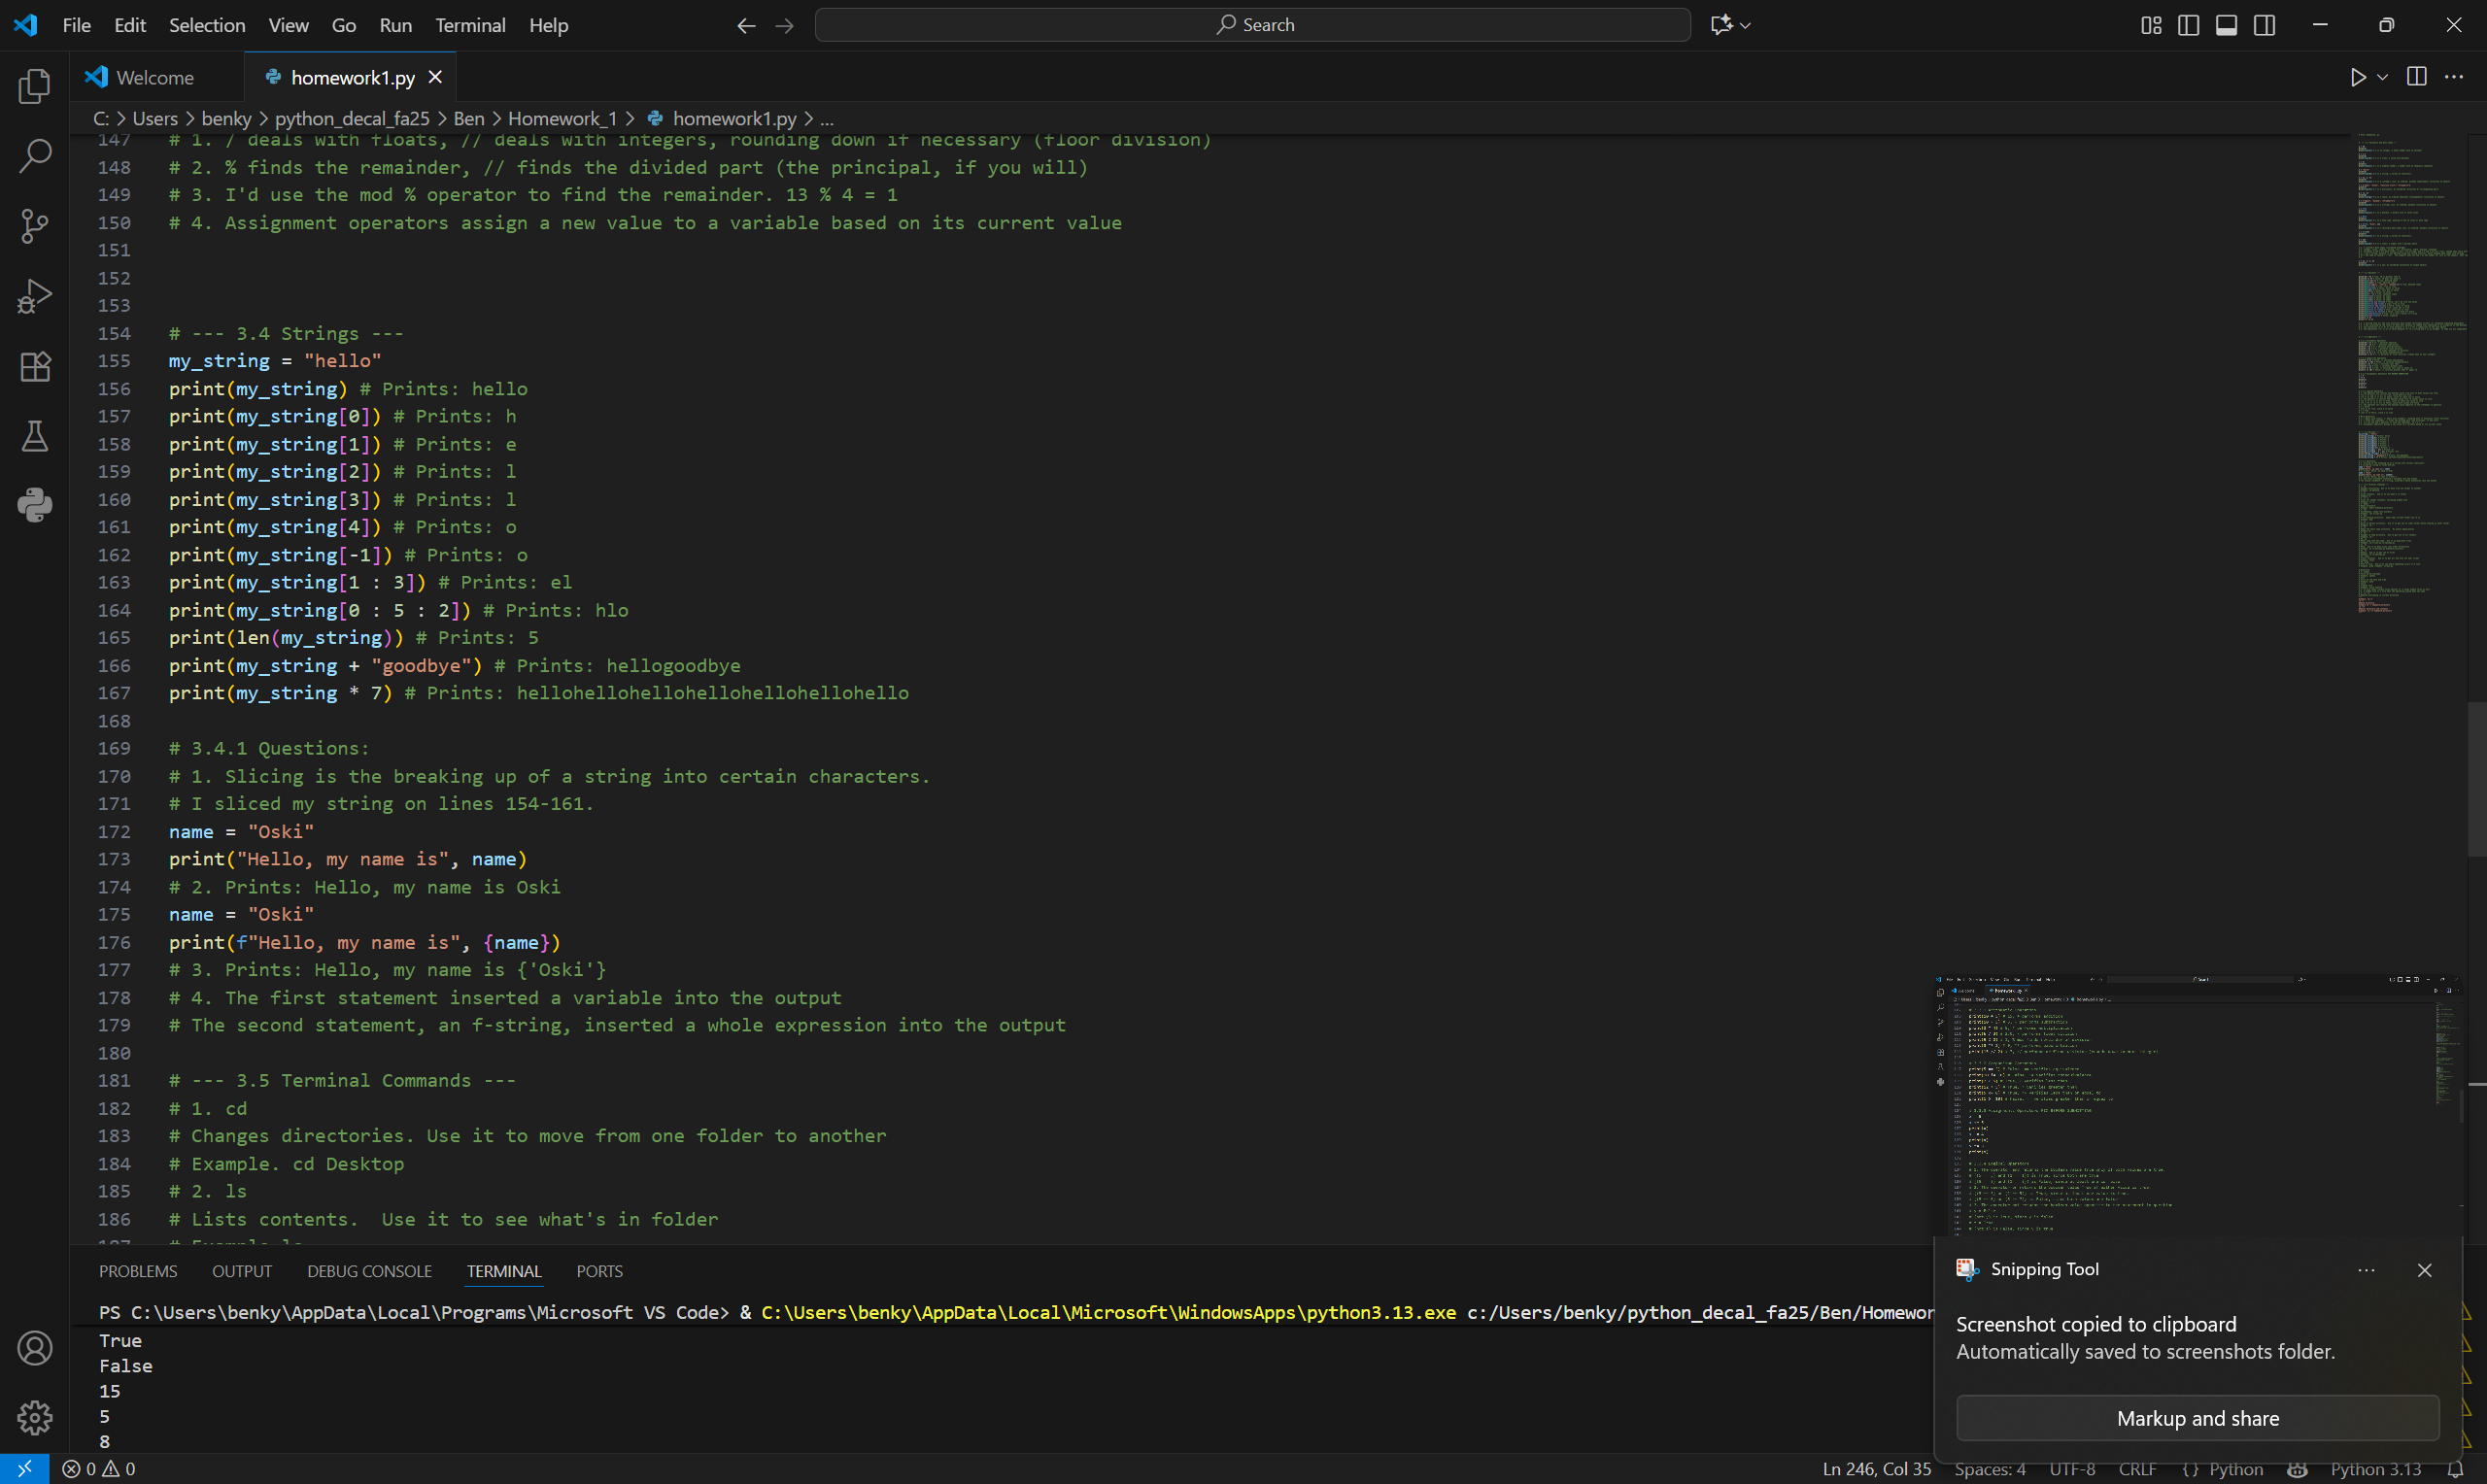 File Edit Selection View Go Run Terminal Help
Search
Welcome
homework1.py
C: > Users > benky > python_decal_fa25 > Ben > Homework_1 > homework1.py > ...
147 # 1. / deals with floats, // deals with integers, rounding down if necessary (floor division)
148 # 2. % finds the remainder, // finds the divided part (the principal, if you will)
149 # 3. I'd use the mod % operator to find the remainder. 13 % 4 = 1
150 # 4. Assignment operators assign a new value to a variable based on its current value
151
152
153
154 # --- 3.4 Strings ---
155 my_string = "hello"
156 print(my_string) # Prints: hello
157 print(my_string[0]) # Prints: h
158 print(my_string[1]) # Prints: e
159 print(my_string[2]) # Prints: l
160 print(my_string[3]) # Prints: l
161 print(my_string[4]) # Prints: o
162 print(my_string[-1]) # Prints: o
163 print(my_string[1 : 3]) # Prints: el
164 print(my_string[0 : 5 : 2]) # Prints: hlo
165 print(len(my_string)) # Prints: 5
166 print(my_string + "goodbye") # Prints: hellogoodbye
167 print(my_string * 7) # Prints: hellohellohellohellohellohellohello
168
169 # 3.4.1 Questions:
170 # 1. Slicing is the breaking up of a string into certain characters.
171 # I sliced my string on lines 154-161.
172 name = "Oski"
173 print("Hello, my name is", name)
174 # 2. Prints: Hello, my name is Oski
175 name = "Oski"
176 print(f"Hello, my name is", {name})
177 # 3. Prints: Hello, my name is {'Oski'}
178 # 4. The first statement inserted a variable into the output
179 # The second statement, an f-string, inserted a whole expression into the output
180
181 # --- 3.5 Terminal Commands ---
182 # 1. cd
183 # Changes directories. Use it to move from one folder to another
184 # Example. cd Desktop
185 # 2. ls
186 # Lists contents.  Use it to see what's in folder
PROBLEMS OUTPUT DEBUG CONSOLE TERMINAL PORTS
PS C:\Users\benky\AppData\Local\Programs\Microsoft VS Code> & C:\Users\benky\AppData\Local\Microsoft\WindowsApps\python3.13.exe c:/Users/benky/python_decal_fa25/Ben/Homewor
True
False
15
5
8
Snipping Tool
Screenshot copied to clipboard
Automatically saved to screenshots folder.
Markup and share
0 0
Ln 246, Col 35 Spaces: 4 UTF-8 CRLF {} Python Python 3.13